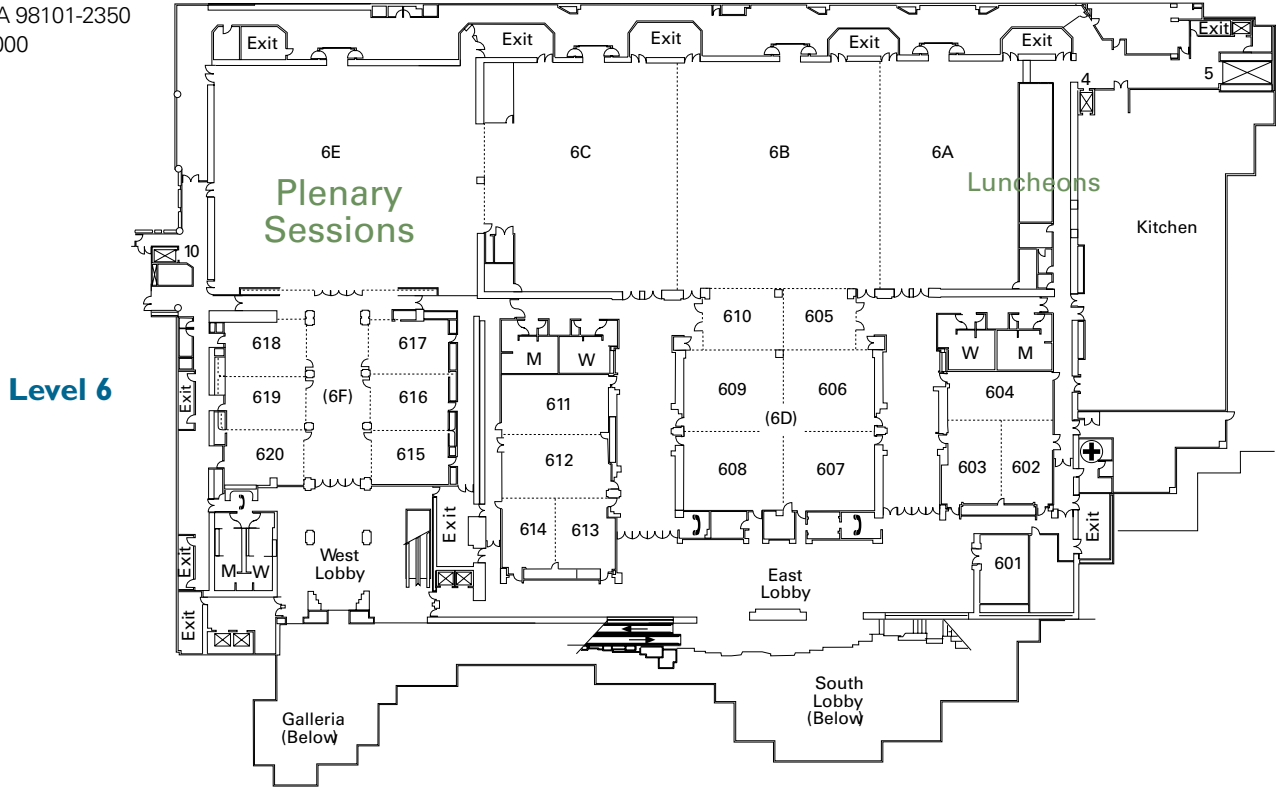 A 98101-2350
000
Exit
Exit
Exit
Exit
Exit
Exit
5
4
6E
6C
6B
6A
Plenary
Sessions
Luncheons
Kitchen
10
610
605
618
617
M
W
W
M
Level 6
Exit
619
(6F)
616
611
609
606
604
(6D)
620
615
612
608
607
603
602
Exit
614
613
Exit
West
Lobby
Exit
M
W
601
East
Lobby
Exit
South
Lobby
(Below)
Galleria
(Below)